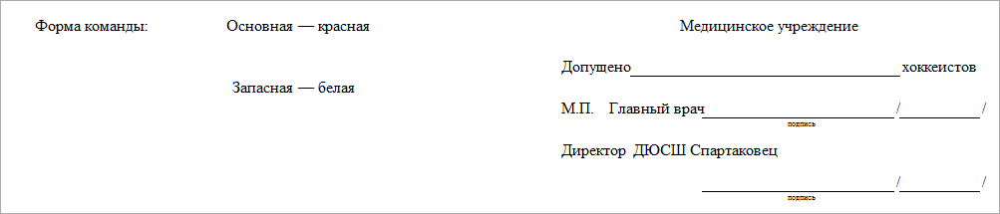 Форма команды: Основная — красная Медицинское учреждение
Допущено хоккеистов
Запасная — белая
М.П. Главный врач / /
подпись
Директор ДЮСШ Спартаковец
/ /
подпись